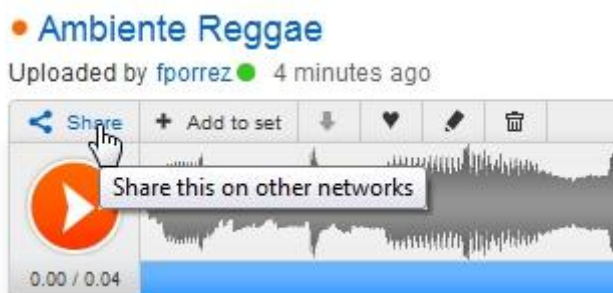 Ambiente Reggae
Uploaded by fporrez 4 minutes ago
Share + Add to set
Share this on other networks
0.00 / 0.04